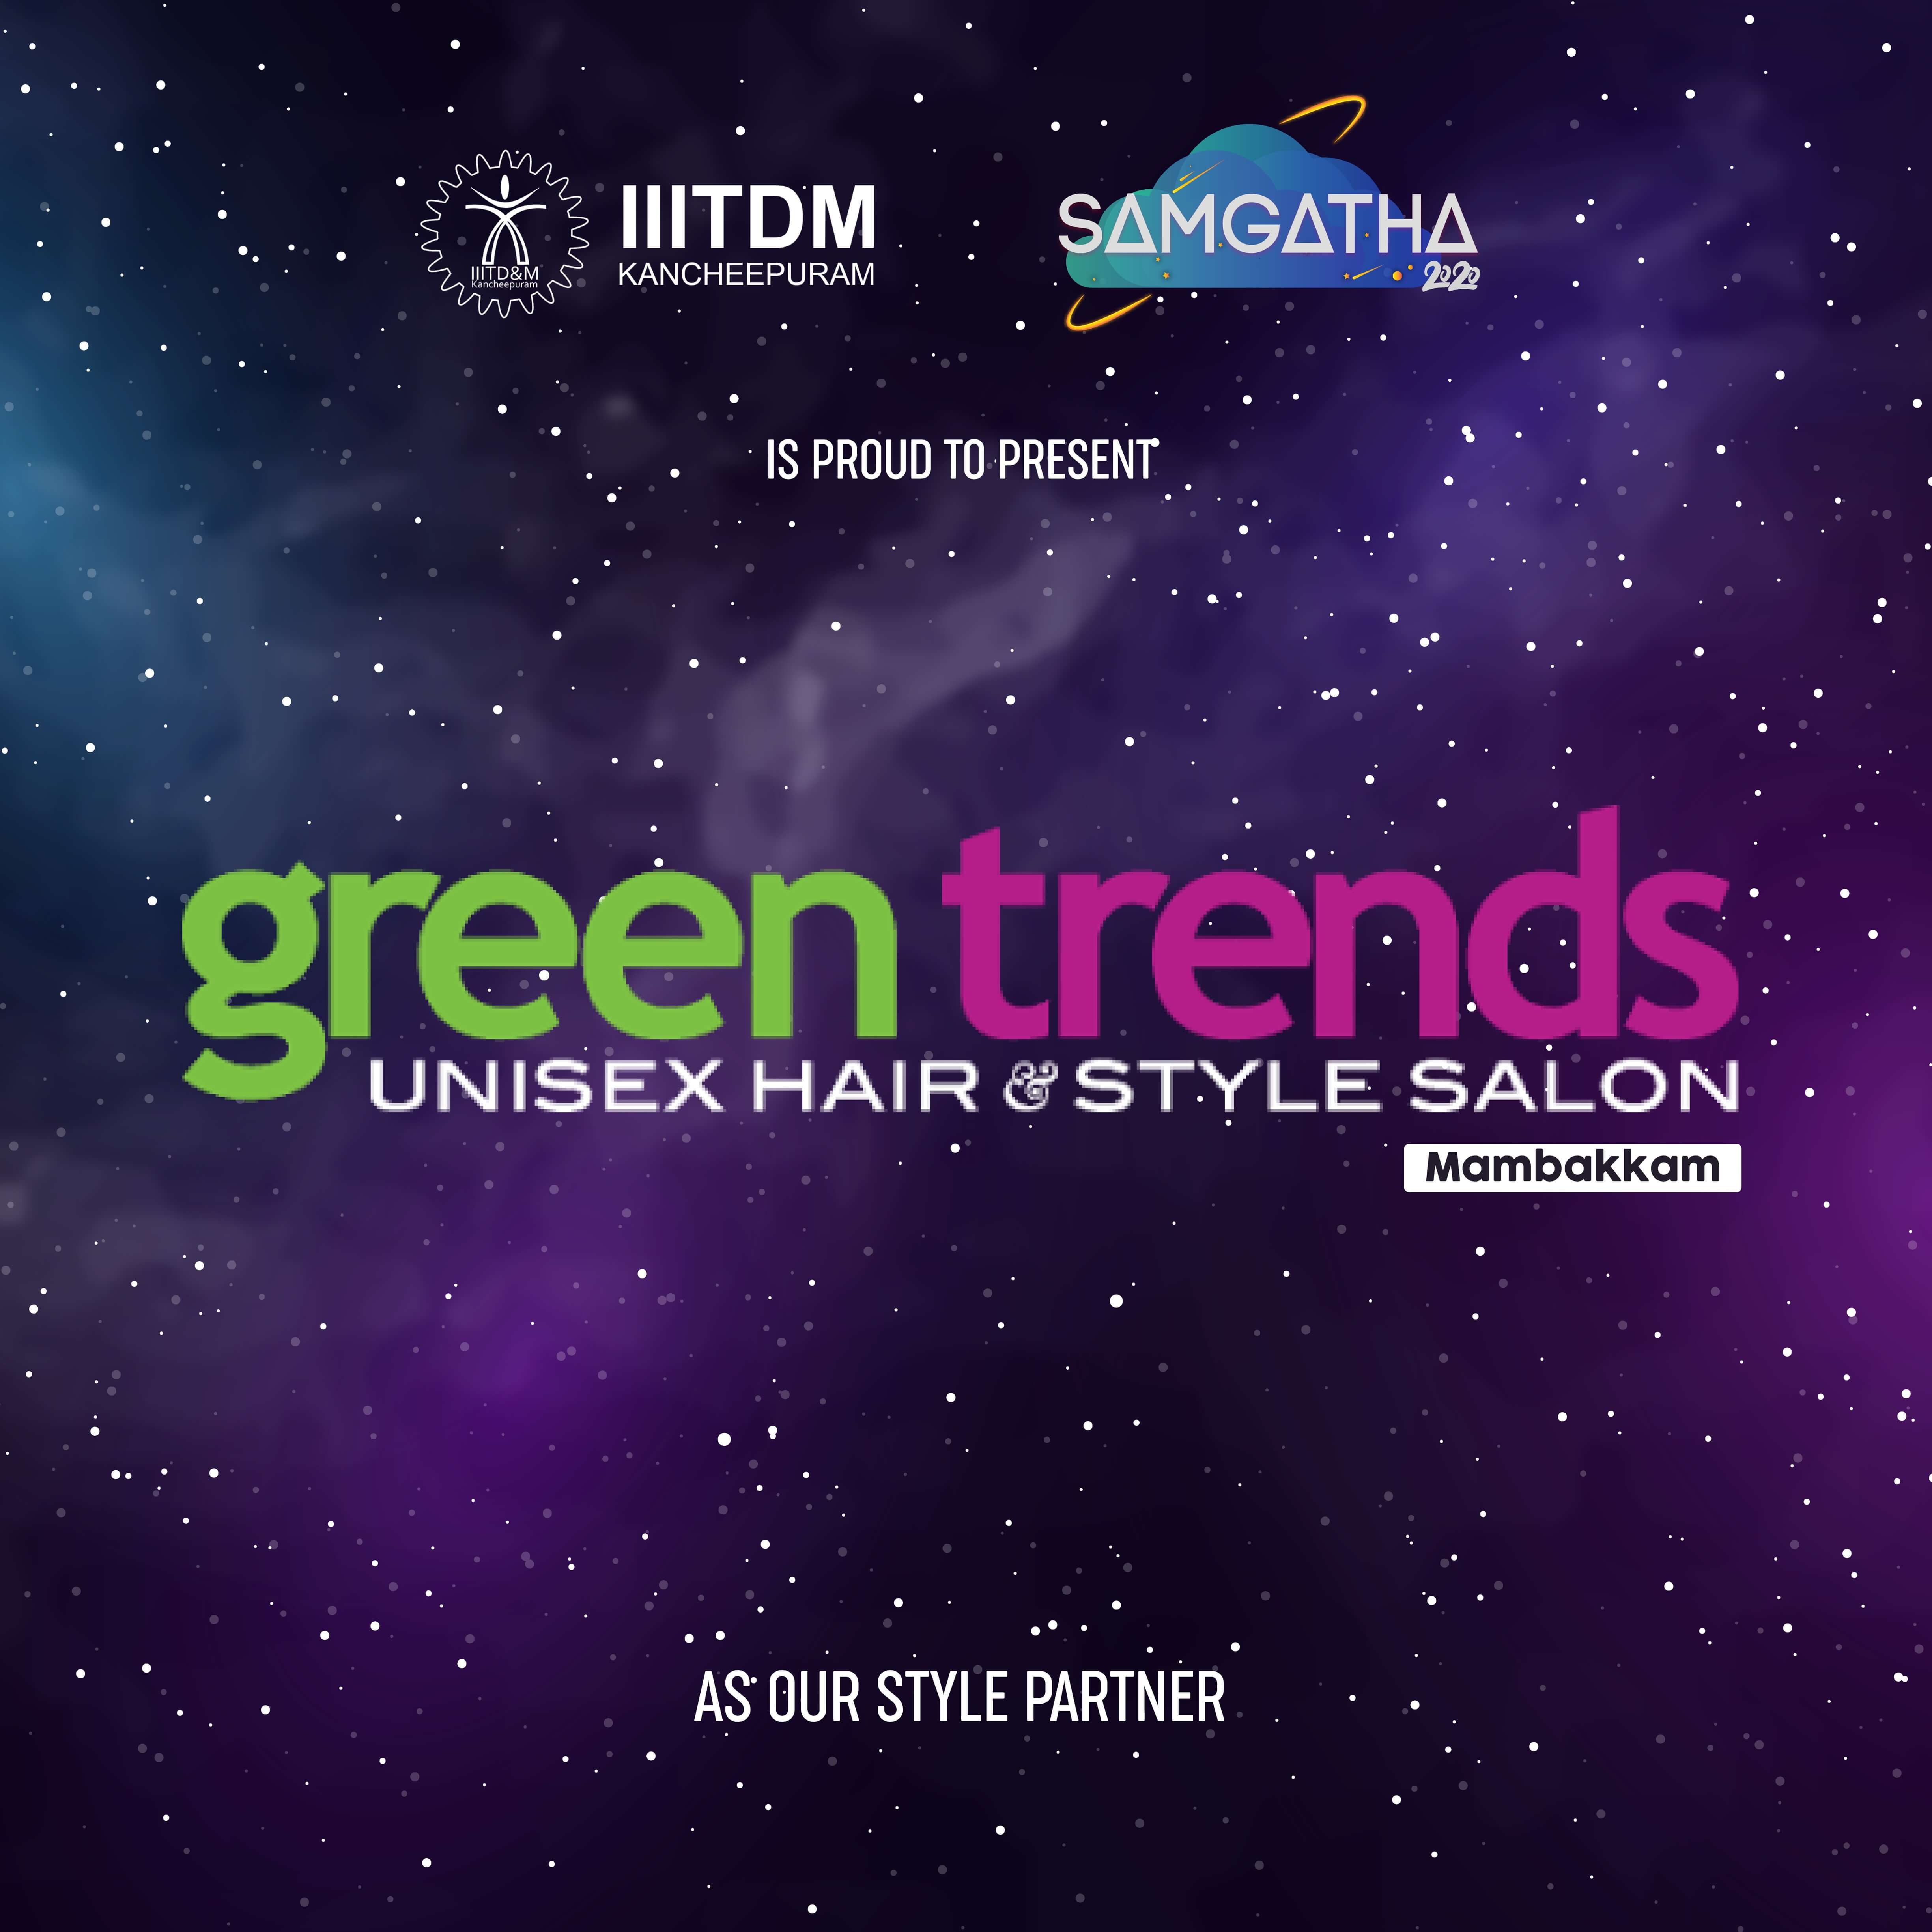 IIITD&M
Kancheepuram
IIITDM
KANCHEEPURAM
SAMGATHA
2020
IS PROUD TO PRESENT
green trends
UNISEX HAIR & STYLE SALON
Mambakkam
AS OUR STYLE PARTNER